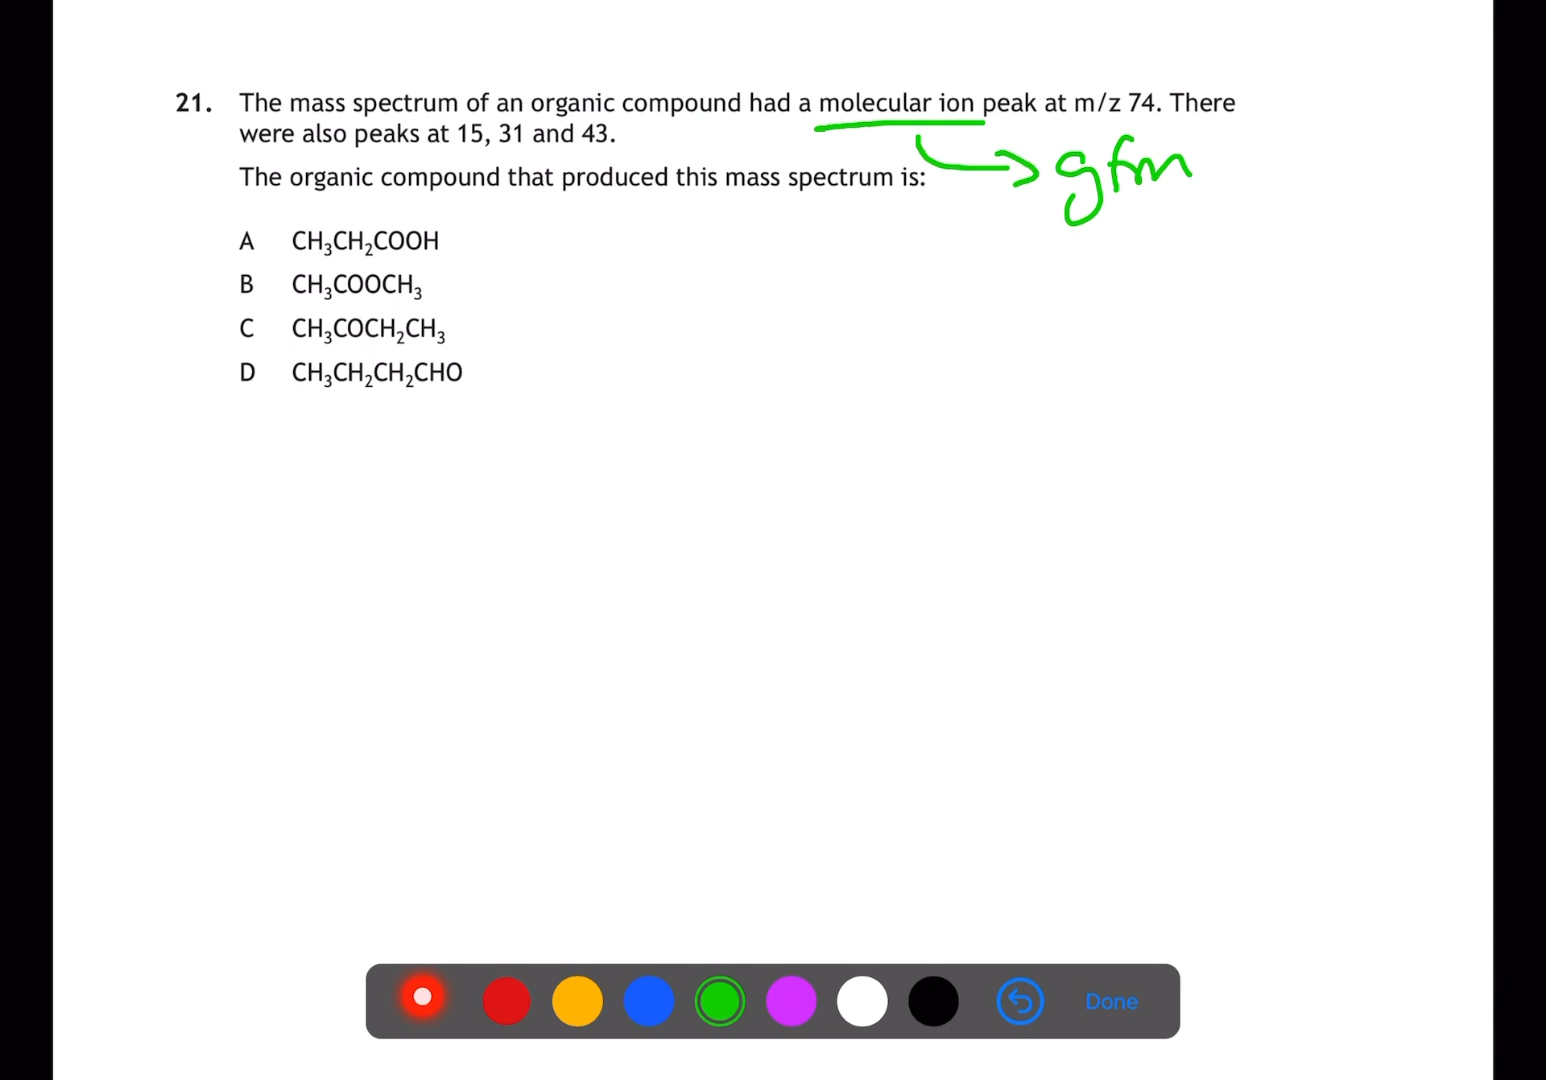 21. The mass spectrum of an organic compound had a molecular ion peak at m/z 74. There
were also peaks at 15, 31 and 43.
gfm
The organic compound that produced this mass spectrum is:
A CH₃CH₂COOH
B CH₃COOCH₃
C CH₃COCH₂CH₃
D CH₃CH₂CH₂CHO
Done